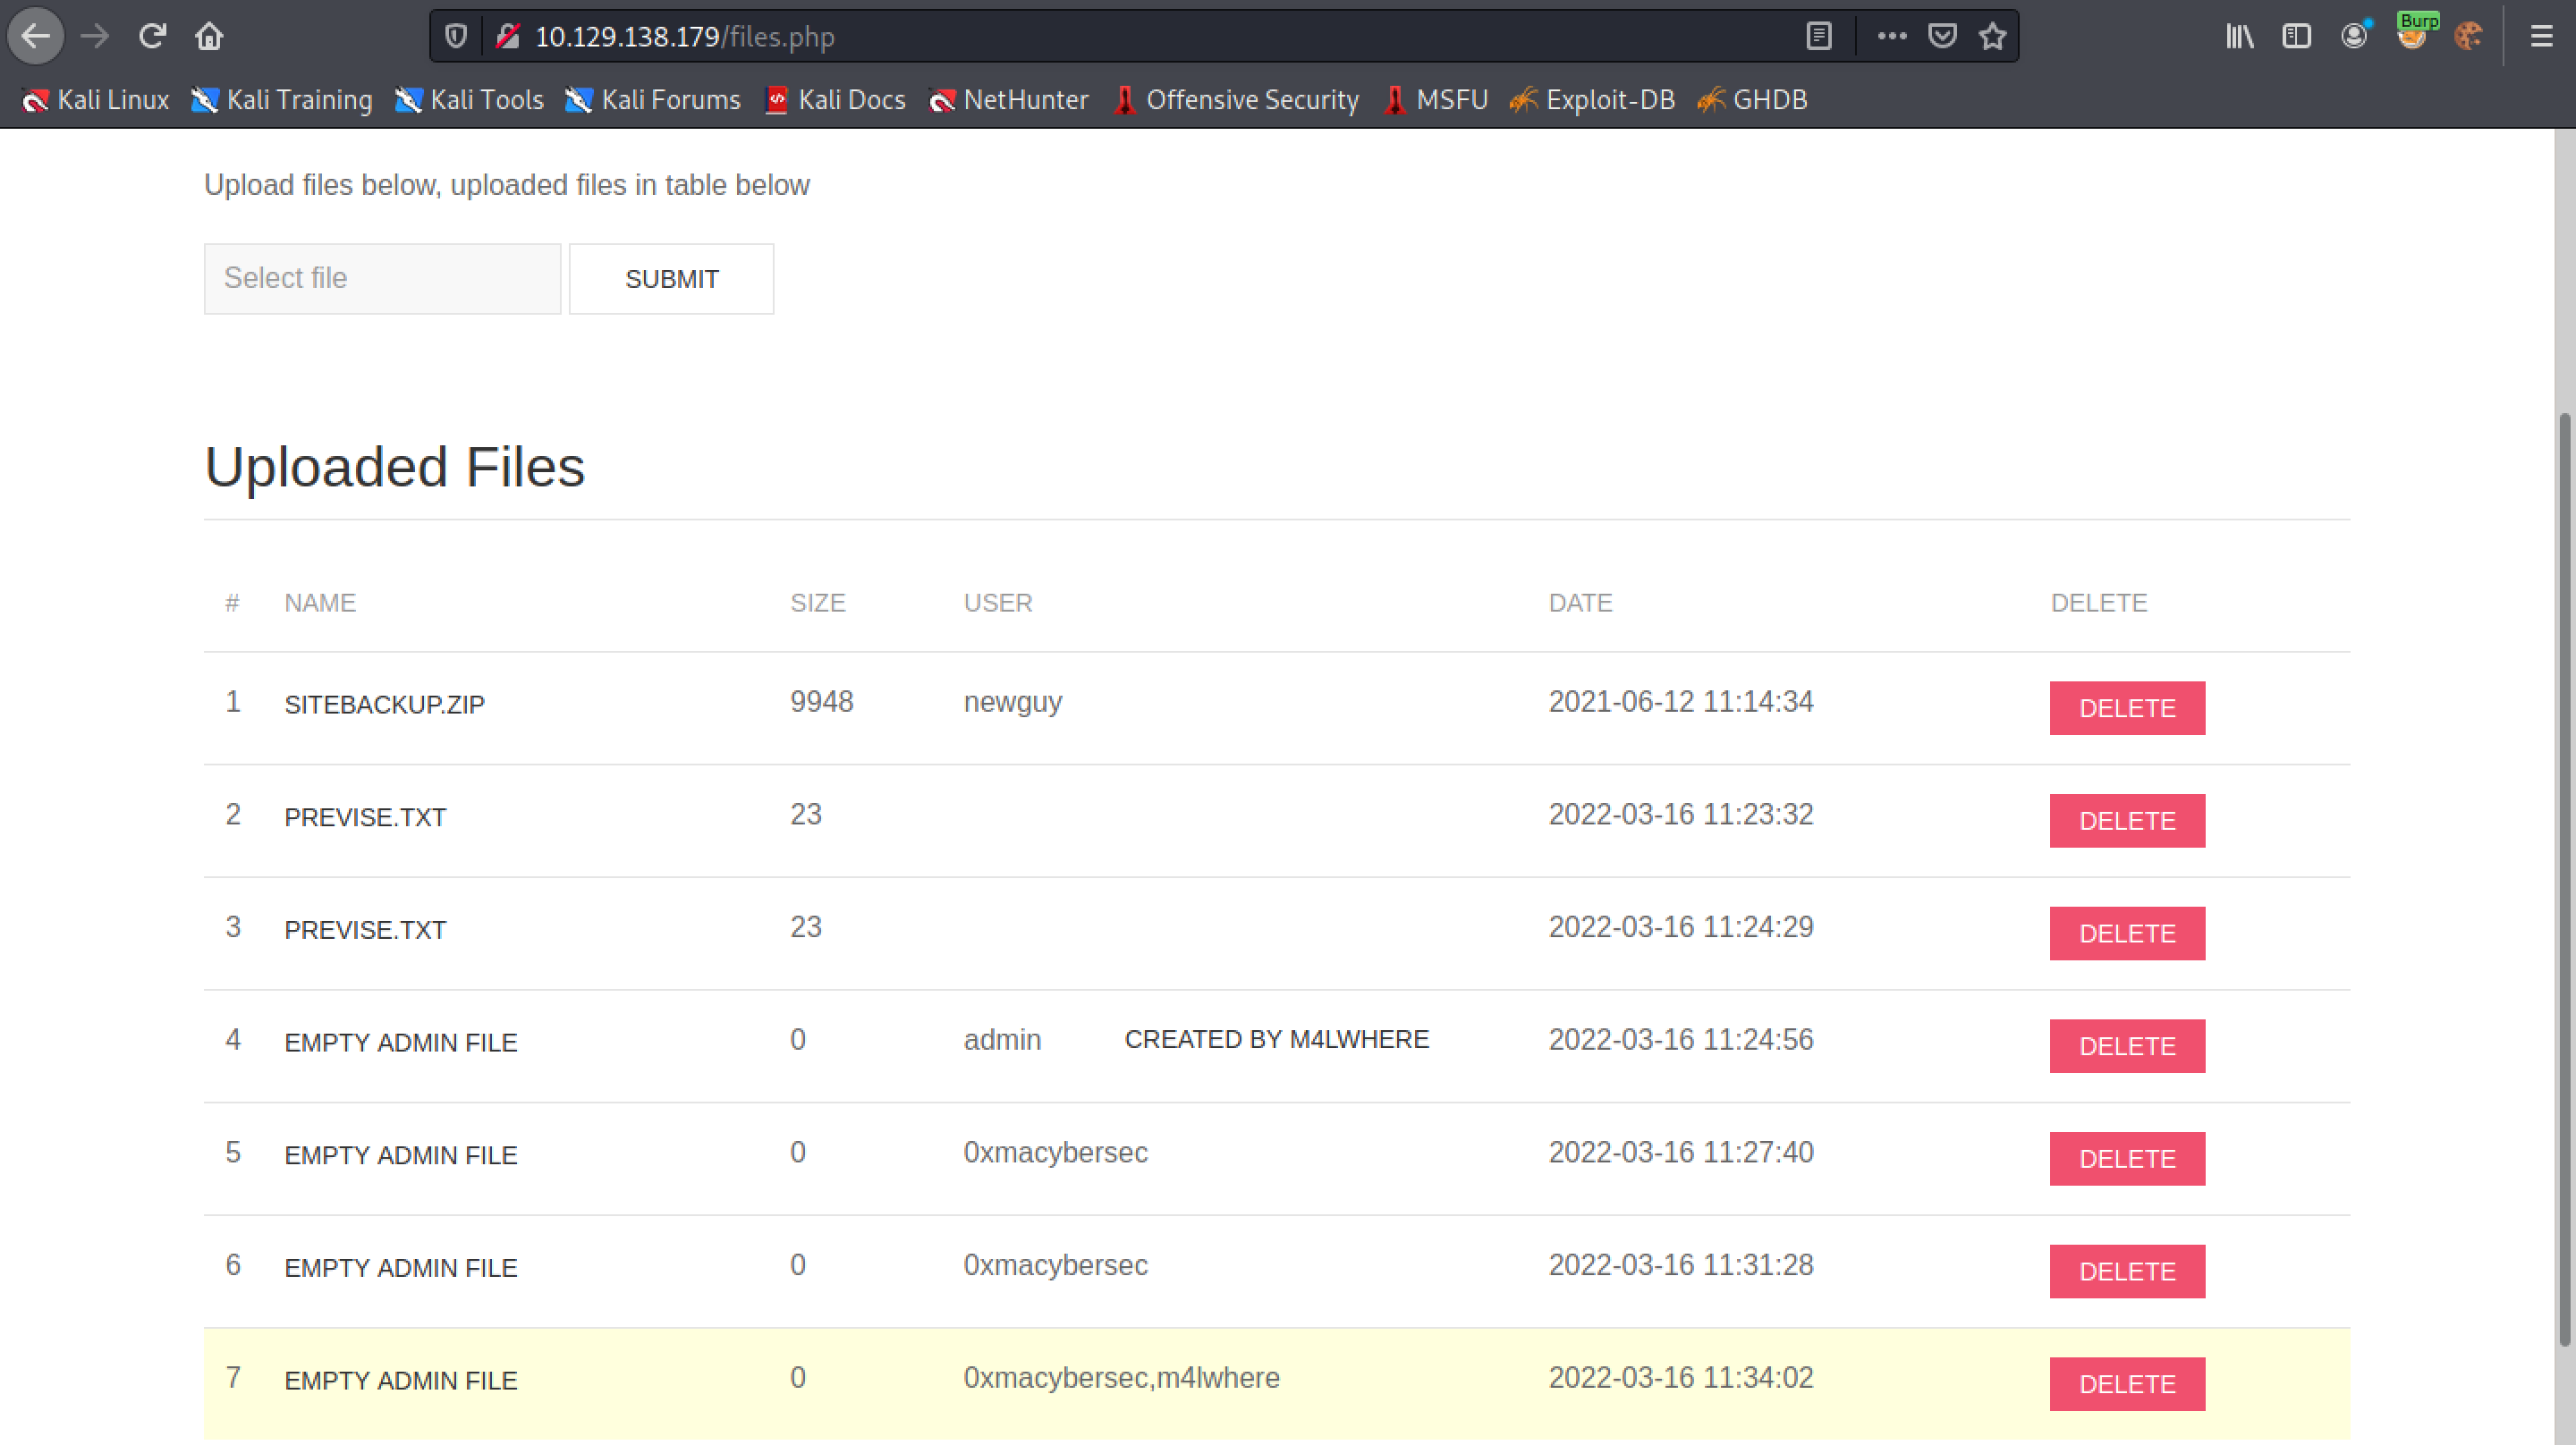 10.129.138.179/files.php
Burp
Kali Linux Kali Training Kali Tools Kali Forums Kali Docs NetHunter Offensive Security MSFU Exploit-DB GHDB
Upload files below, uploaded files in table below
Select file SUBMIT
Uploaded Files
# NAME SIZE USER DATE DELETE
1 SITEBACKUP.ZIP 9948 newguy 2021-06-12 11:14:34 DELETE
2 PREVISE.TXT 23 2022-03-16 11:23:32 DELETE
3 PREVISE.TXT 23 2022-03-16 11:24:29 DELETE
4 EMPTY ADMIN FILE 0 admin CREATED BY M4LWHERE 2022-03-16 11:24:56 DELETE
5 EMPTY ADMIN FILE 0 0xmacybersec 2022-03-16 11:27:40 DELETE
6 EMPTY ADMIN FILE 0 0xmacybersec 2022-03-16 11:31:28 DELETE
7 EMPTY ADMIN FILE 0 0xmacybersec,m4lwhere 2022-03-16 11:34:02 DELETE